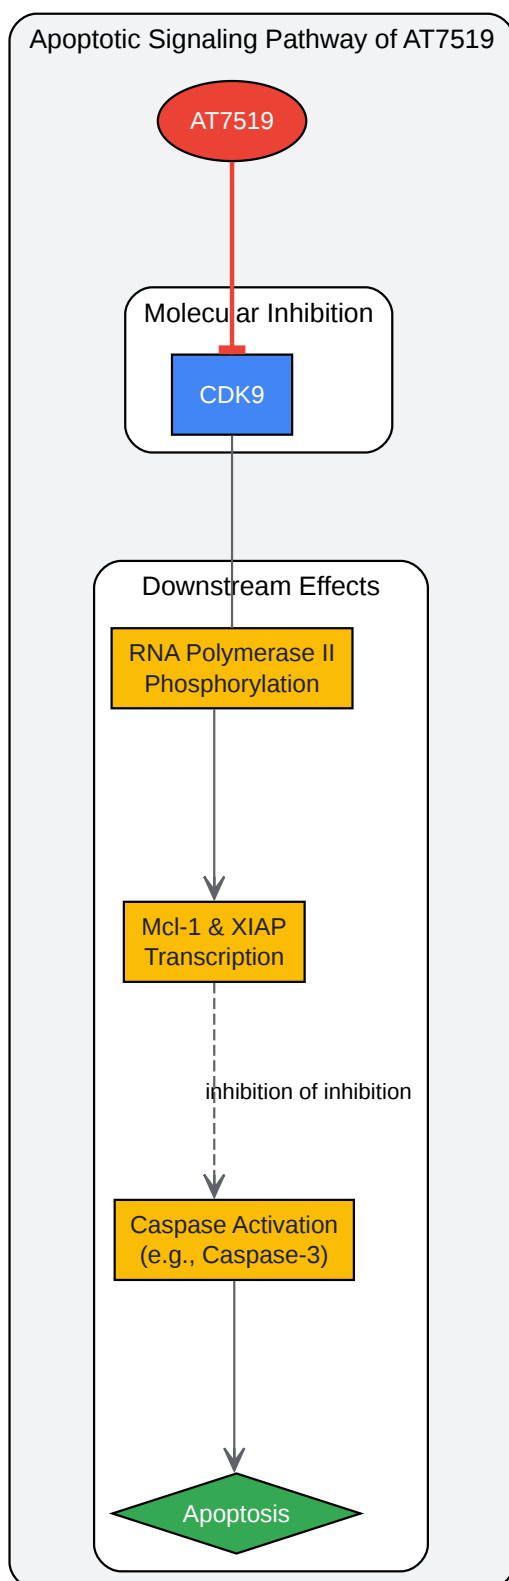 Apoptotic Signaling Pathway of AT7519
AT7519
Molecular Inhibition
CDK9
Downstream Effects
RNA Polymerase II
Phosphorylation
Mcl-1 & XIAP
Transcription
inhibition of inhibition
Caspase Activation
(e.g., Caspase-3)
Apoptosis